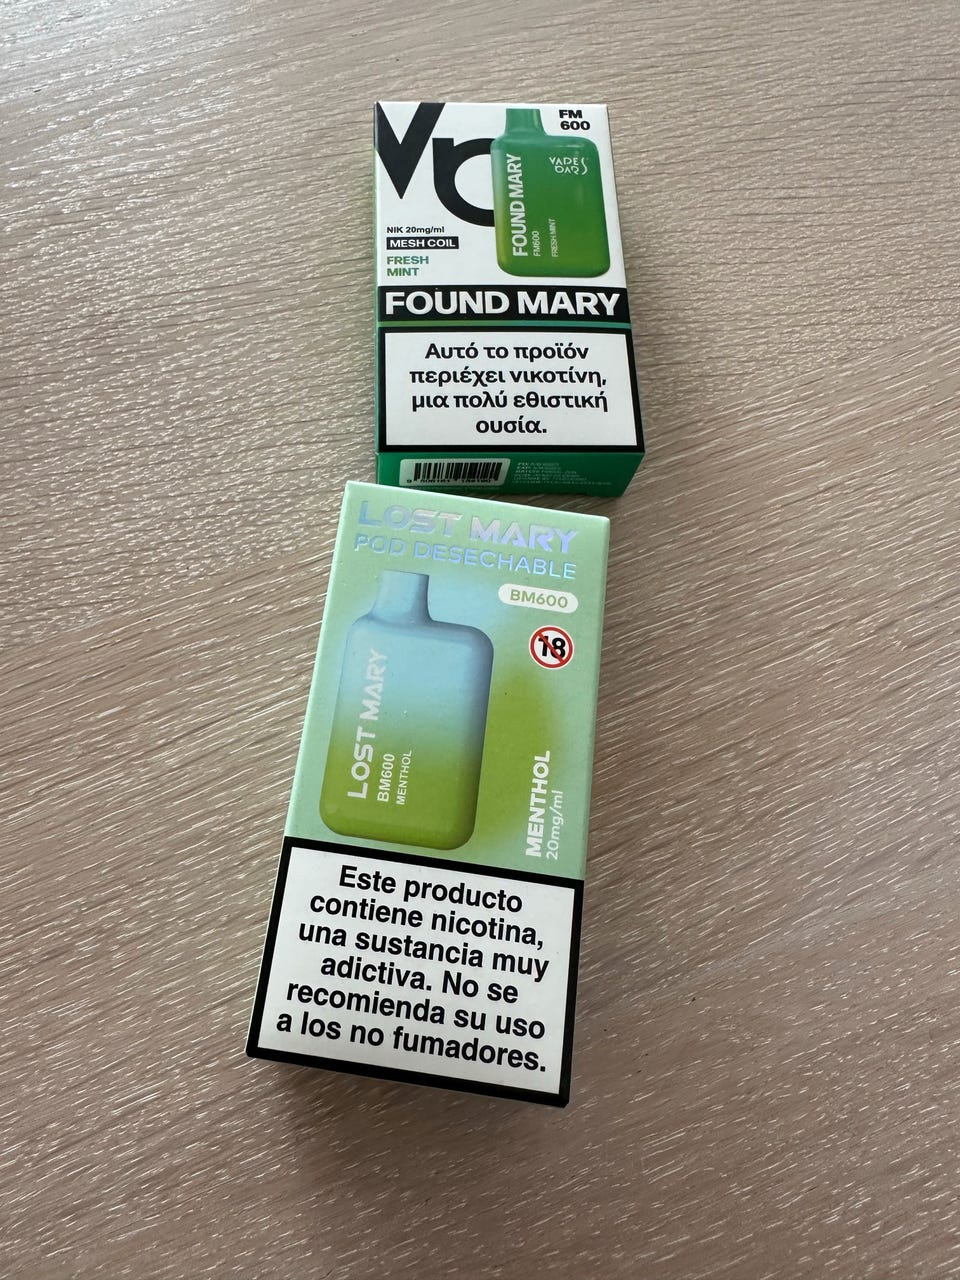 FM
600
FOUND MARY
FM600
FRESH MINT
VAPES
BARS
NIK 20mg/ml
MESH COIL
FRESH
MINT
FOUND MARY
Αυτό το προϊόν
περιέχει νικοτίνη,
μια πολύ εθιστική
ουσία.
LOST MARY
POD DESECHABLE
BM600
18
LOST MARY
BM600
MENTHOL
MENTHOL
20mg/ml
Este producto
contiene nicotina,
una sustancia muy
adictiva. No se
recomienda su uso
a los no fumadores.